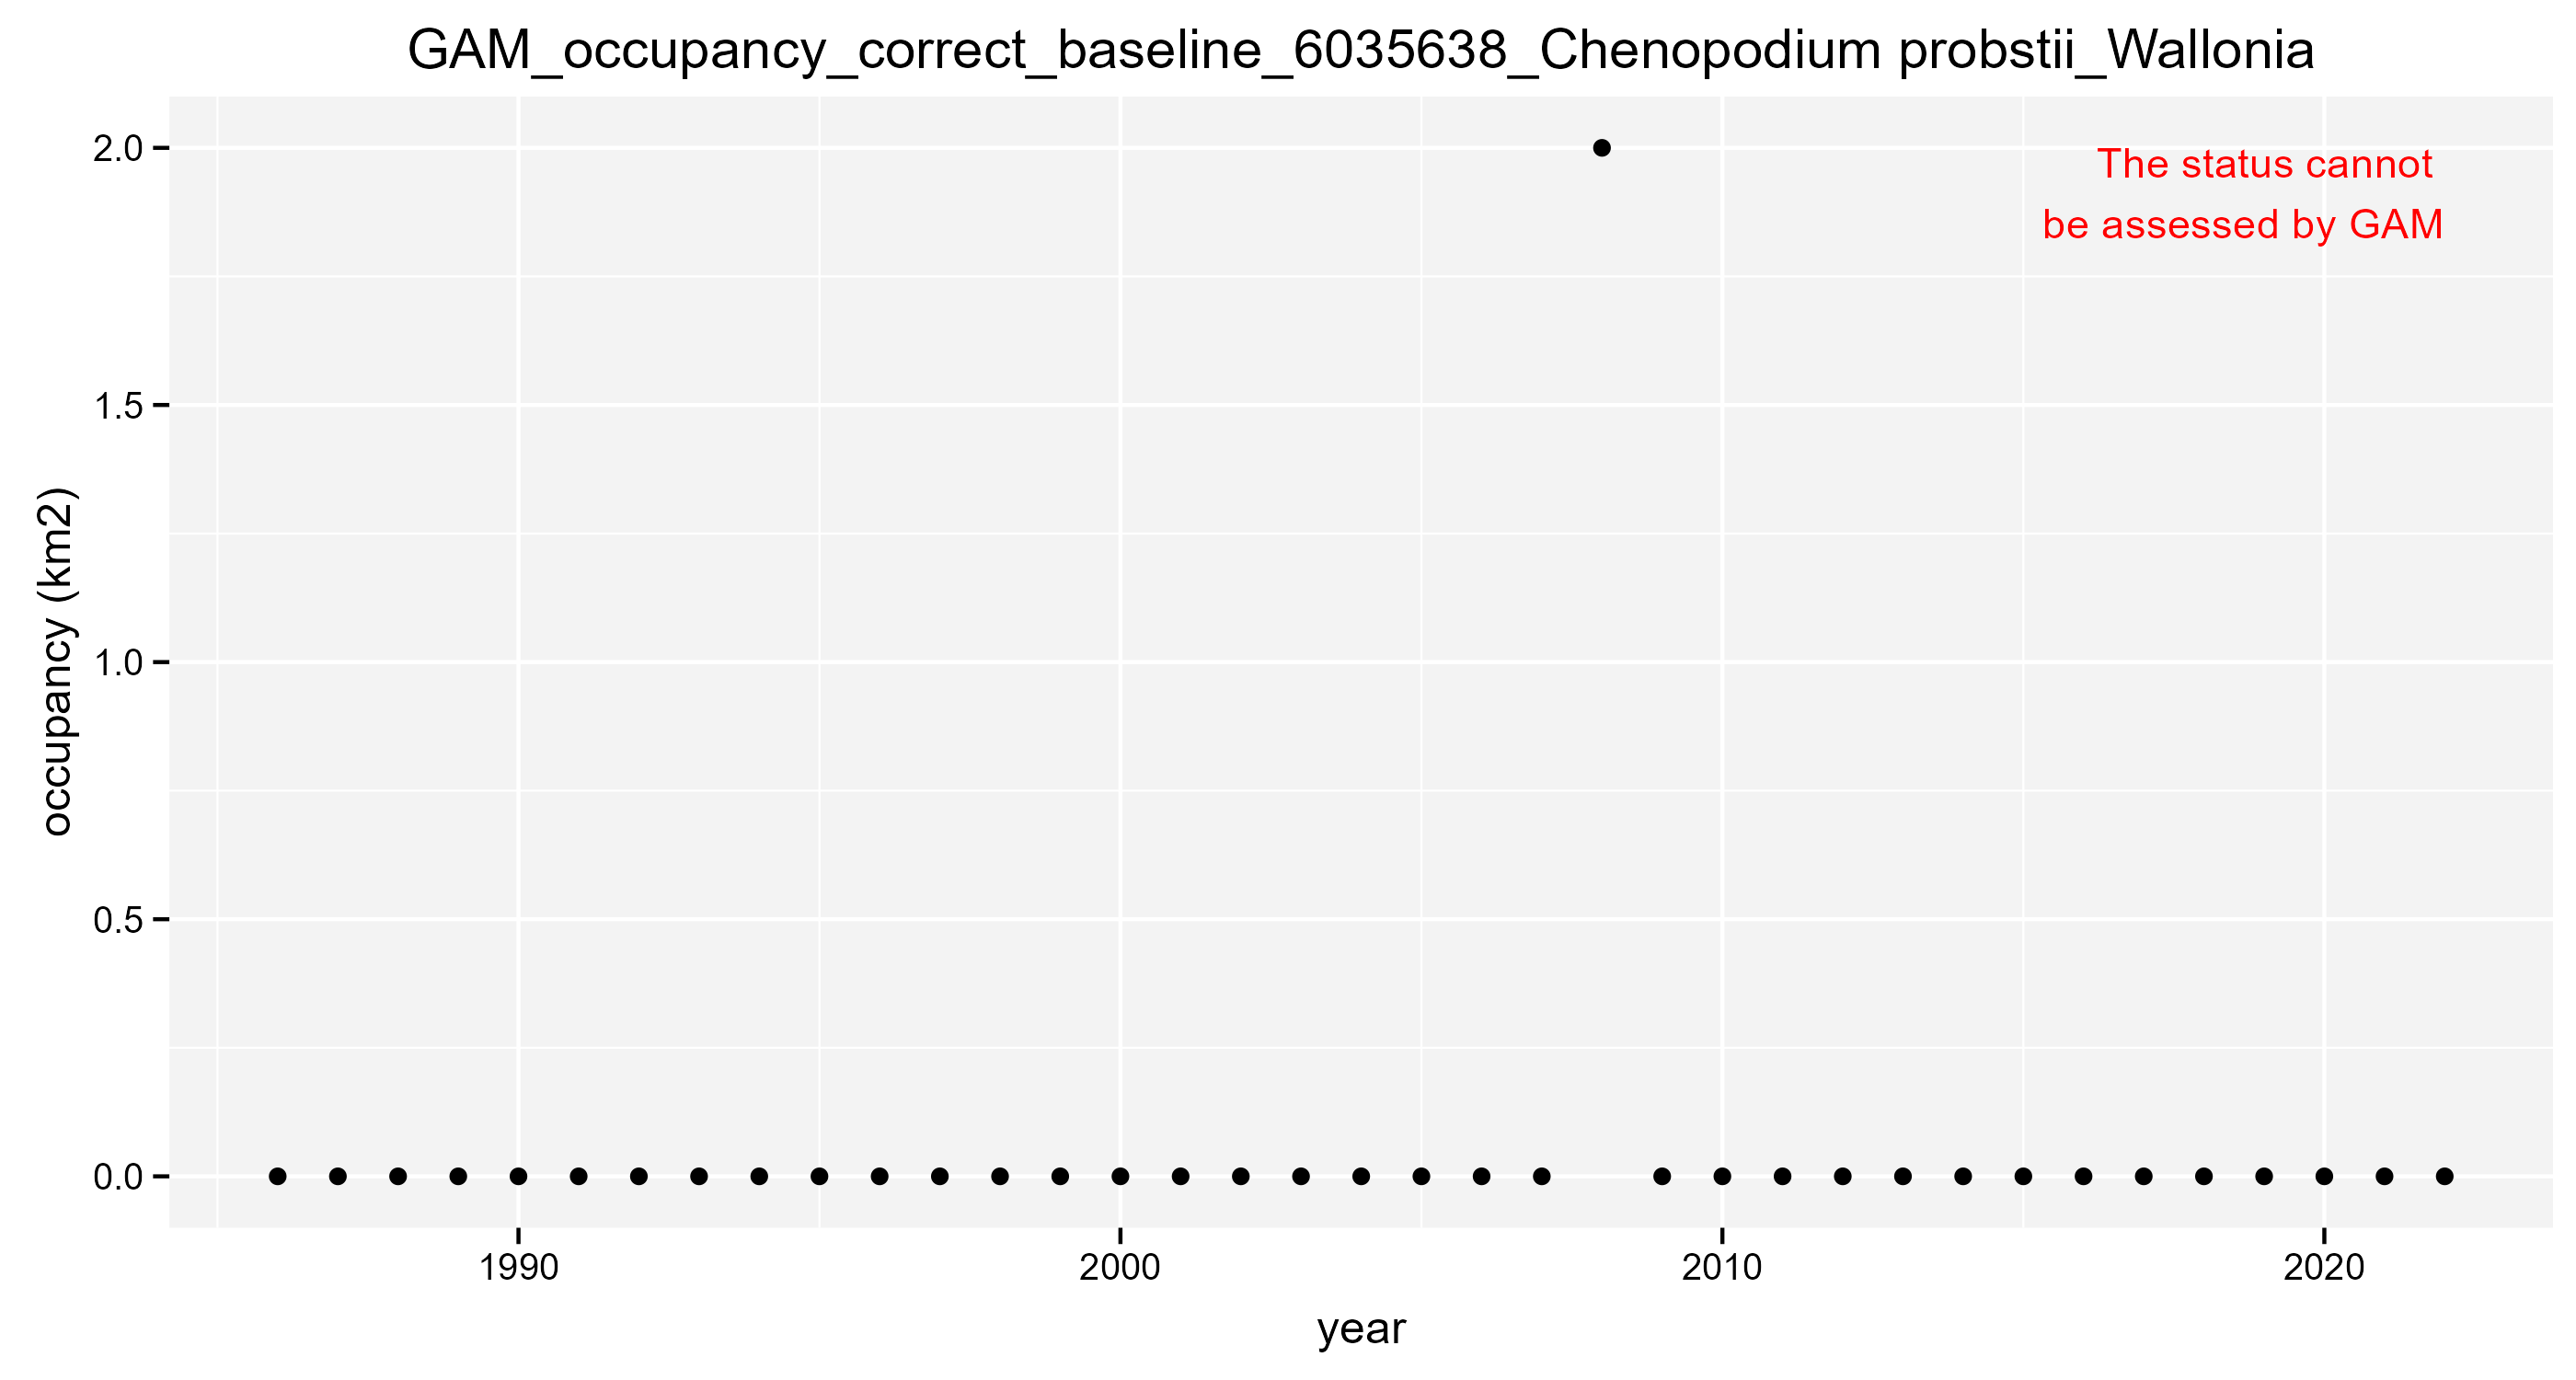 GAM_occupancy_correct_baseline_6035638_Chenopodium probstii_Wallonia
The status cannot
be assessed by GAM
occupancy (km2)
2.0
1.5
1.0
0.5
0.0
1990
2000
2010
2020
year